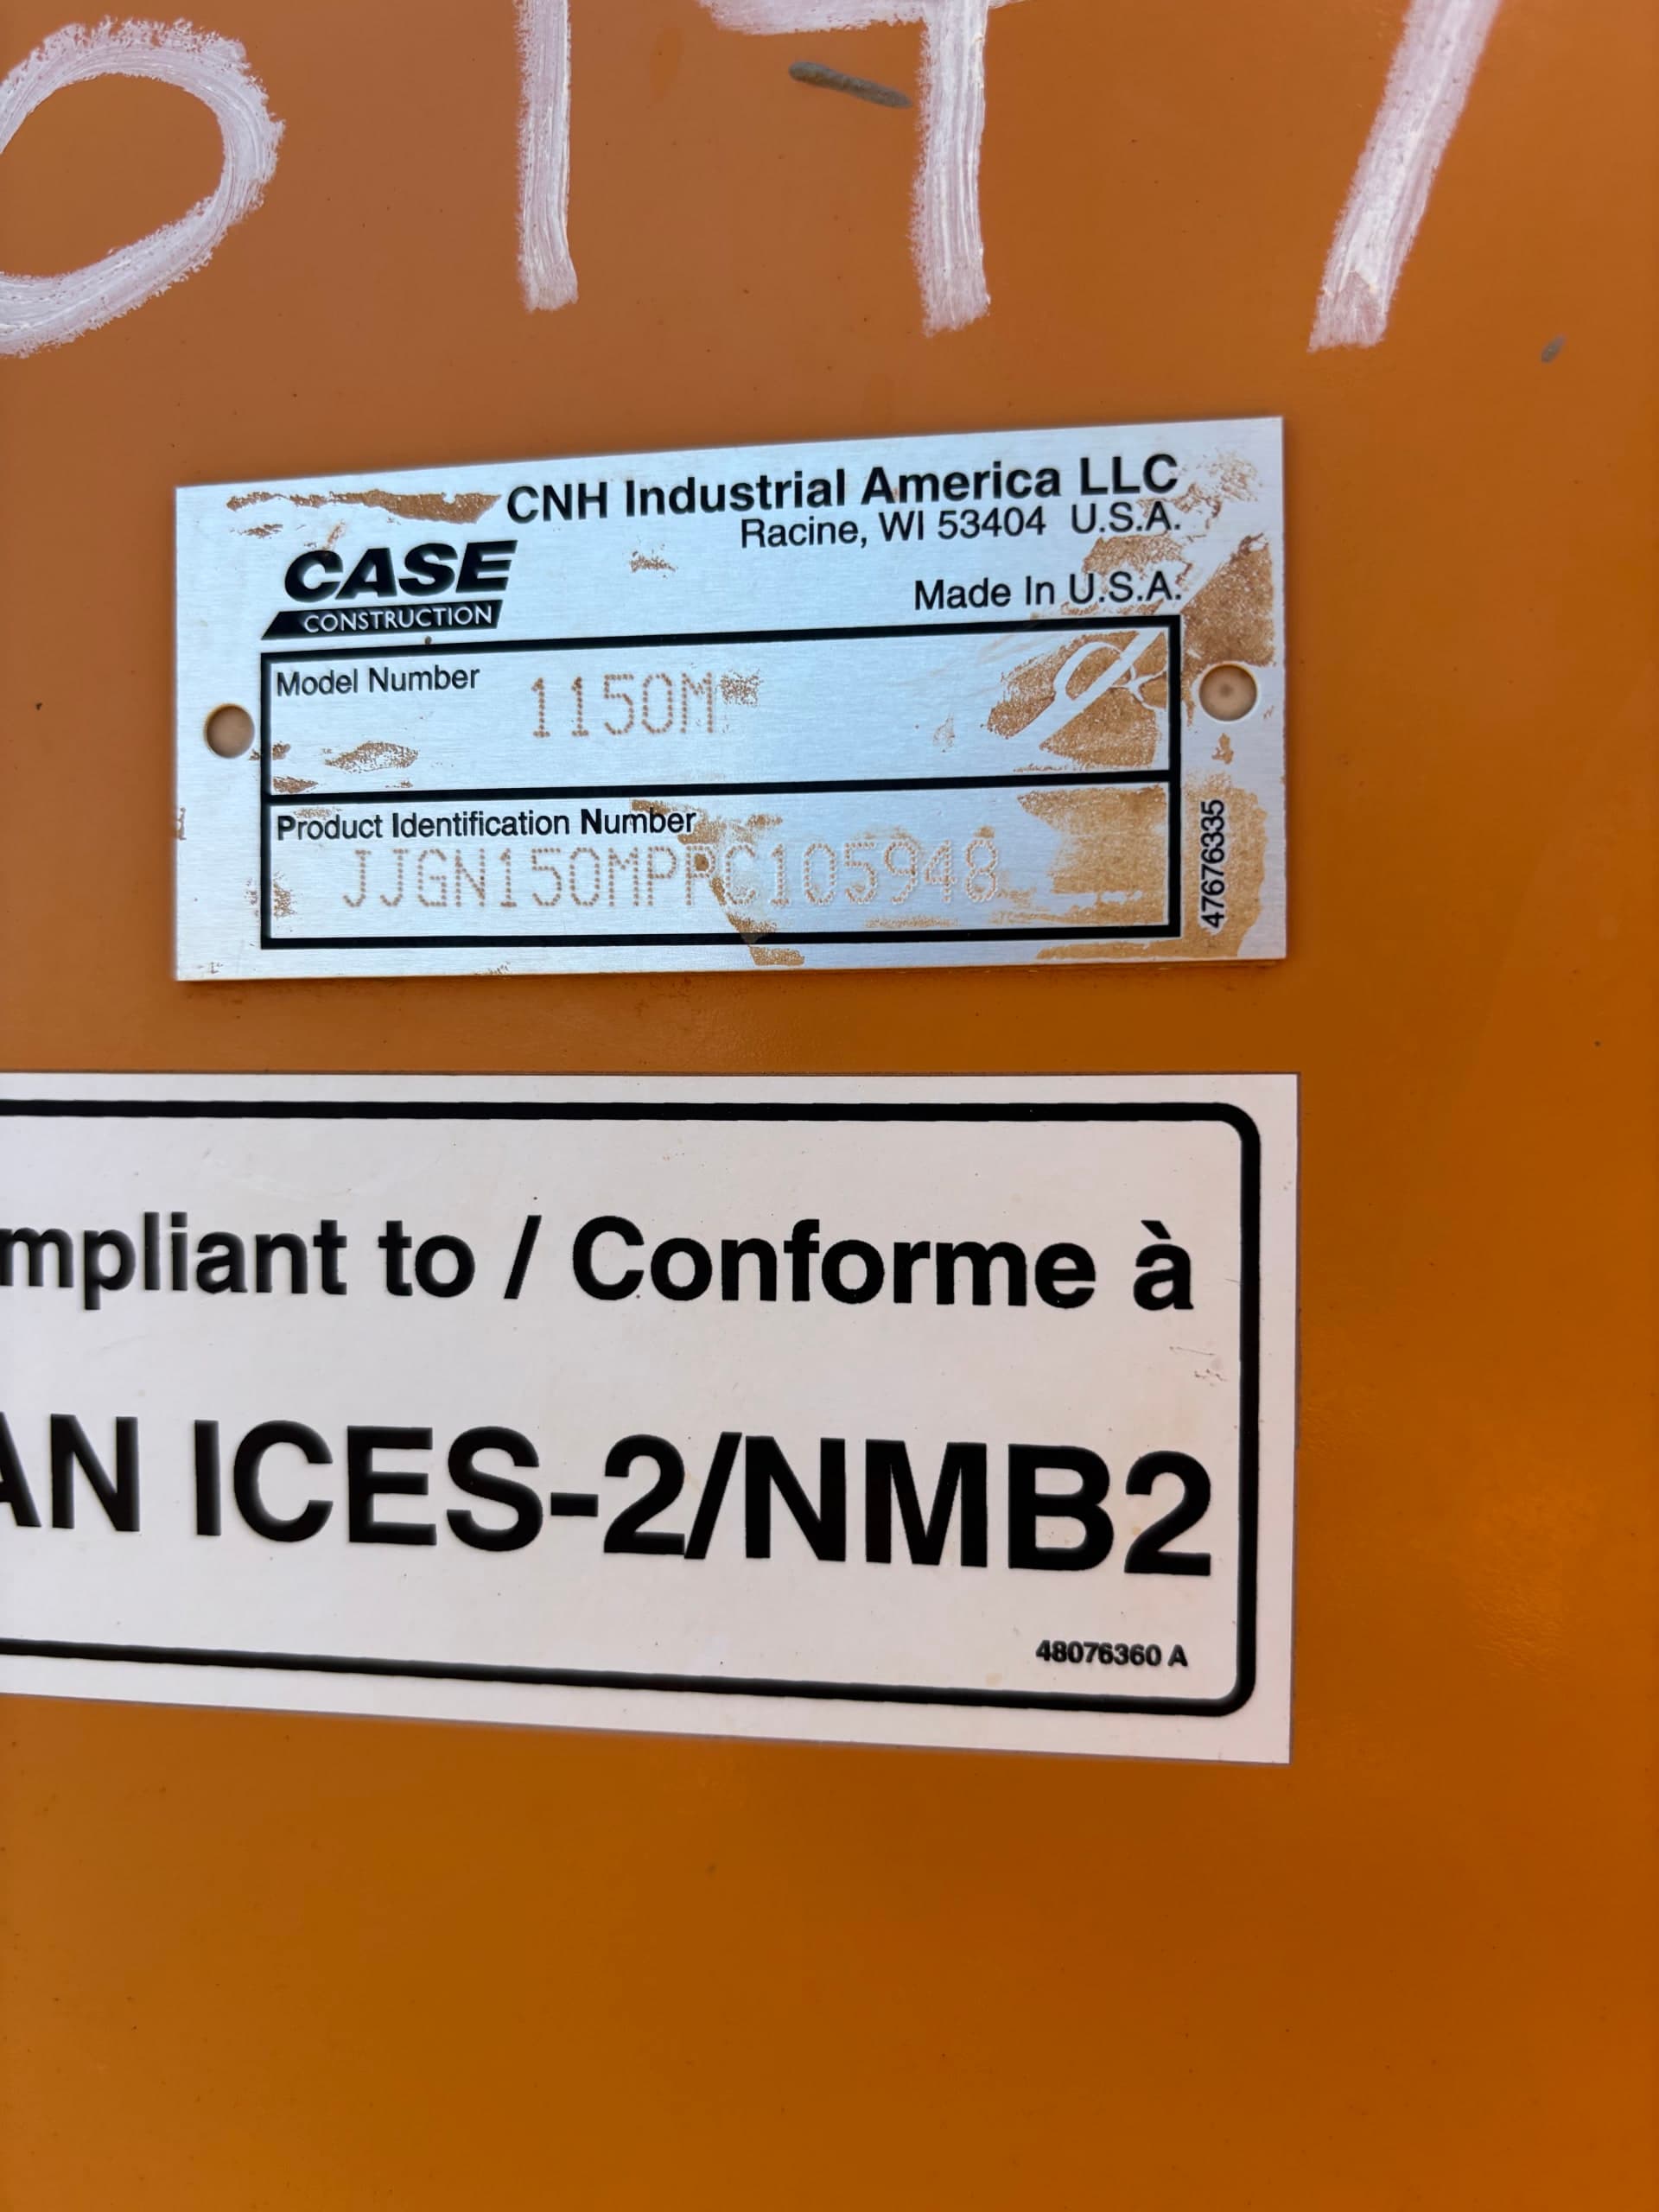 CNH Industrial America LLC
Racine, WI 53404 U.S.A.
CASE
CONSTRUCTION
Made In U.S.A.
Model Number 1150M
Product Identification Number
JJGN150MPRC105948
47676335
mpliant to / Conforme à
AN ICES-2/NMB2
48076360 A